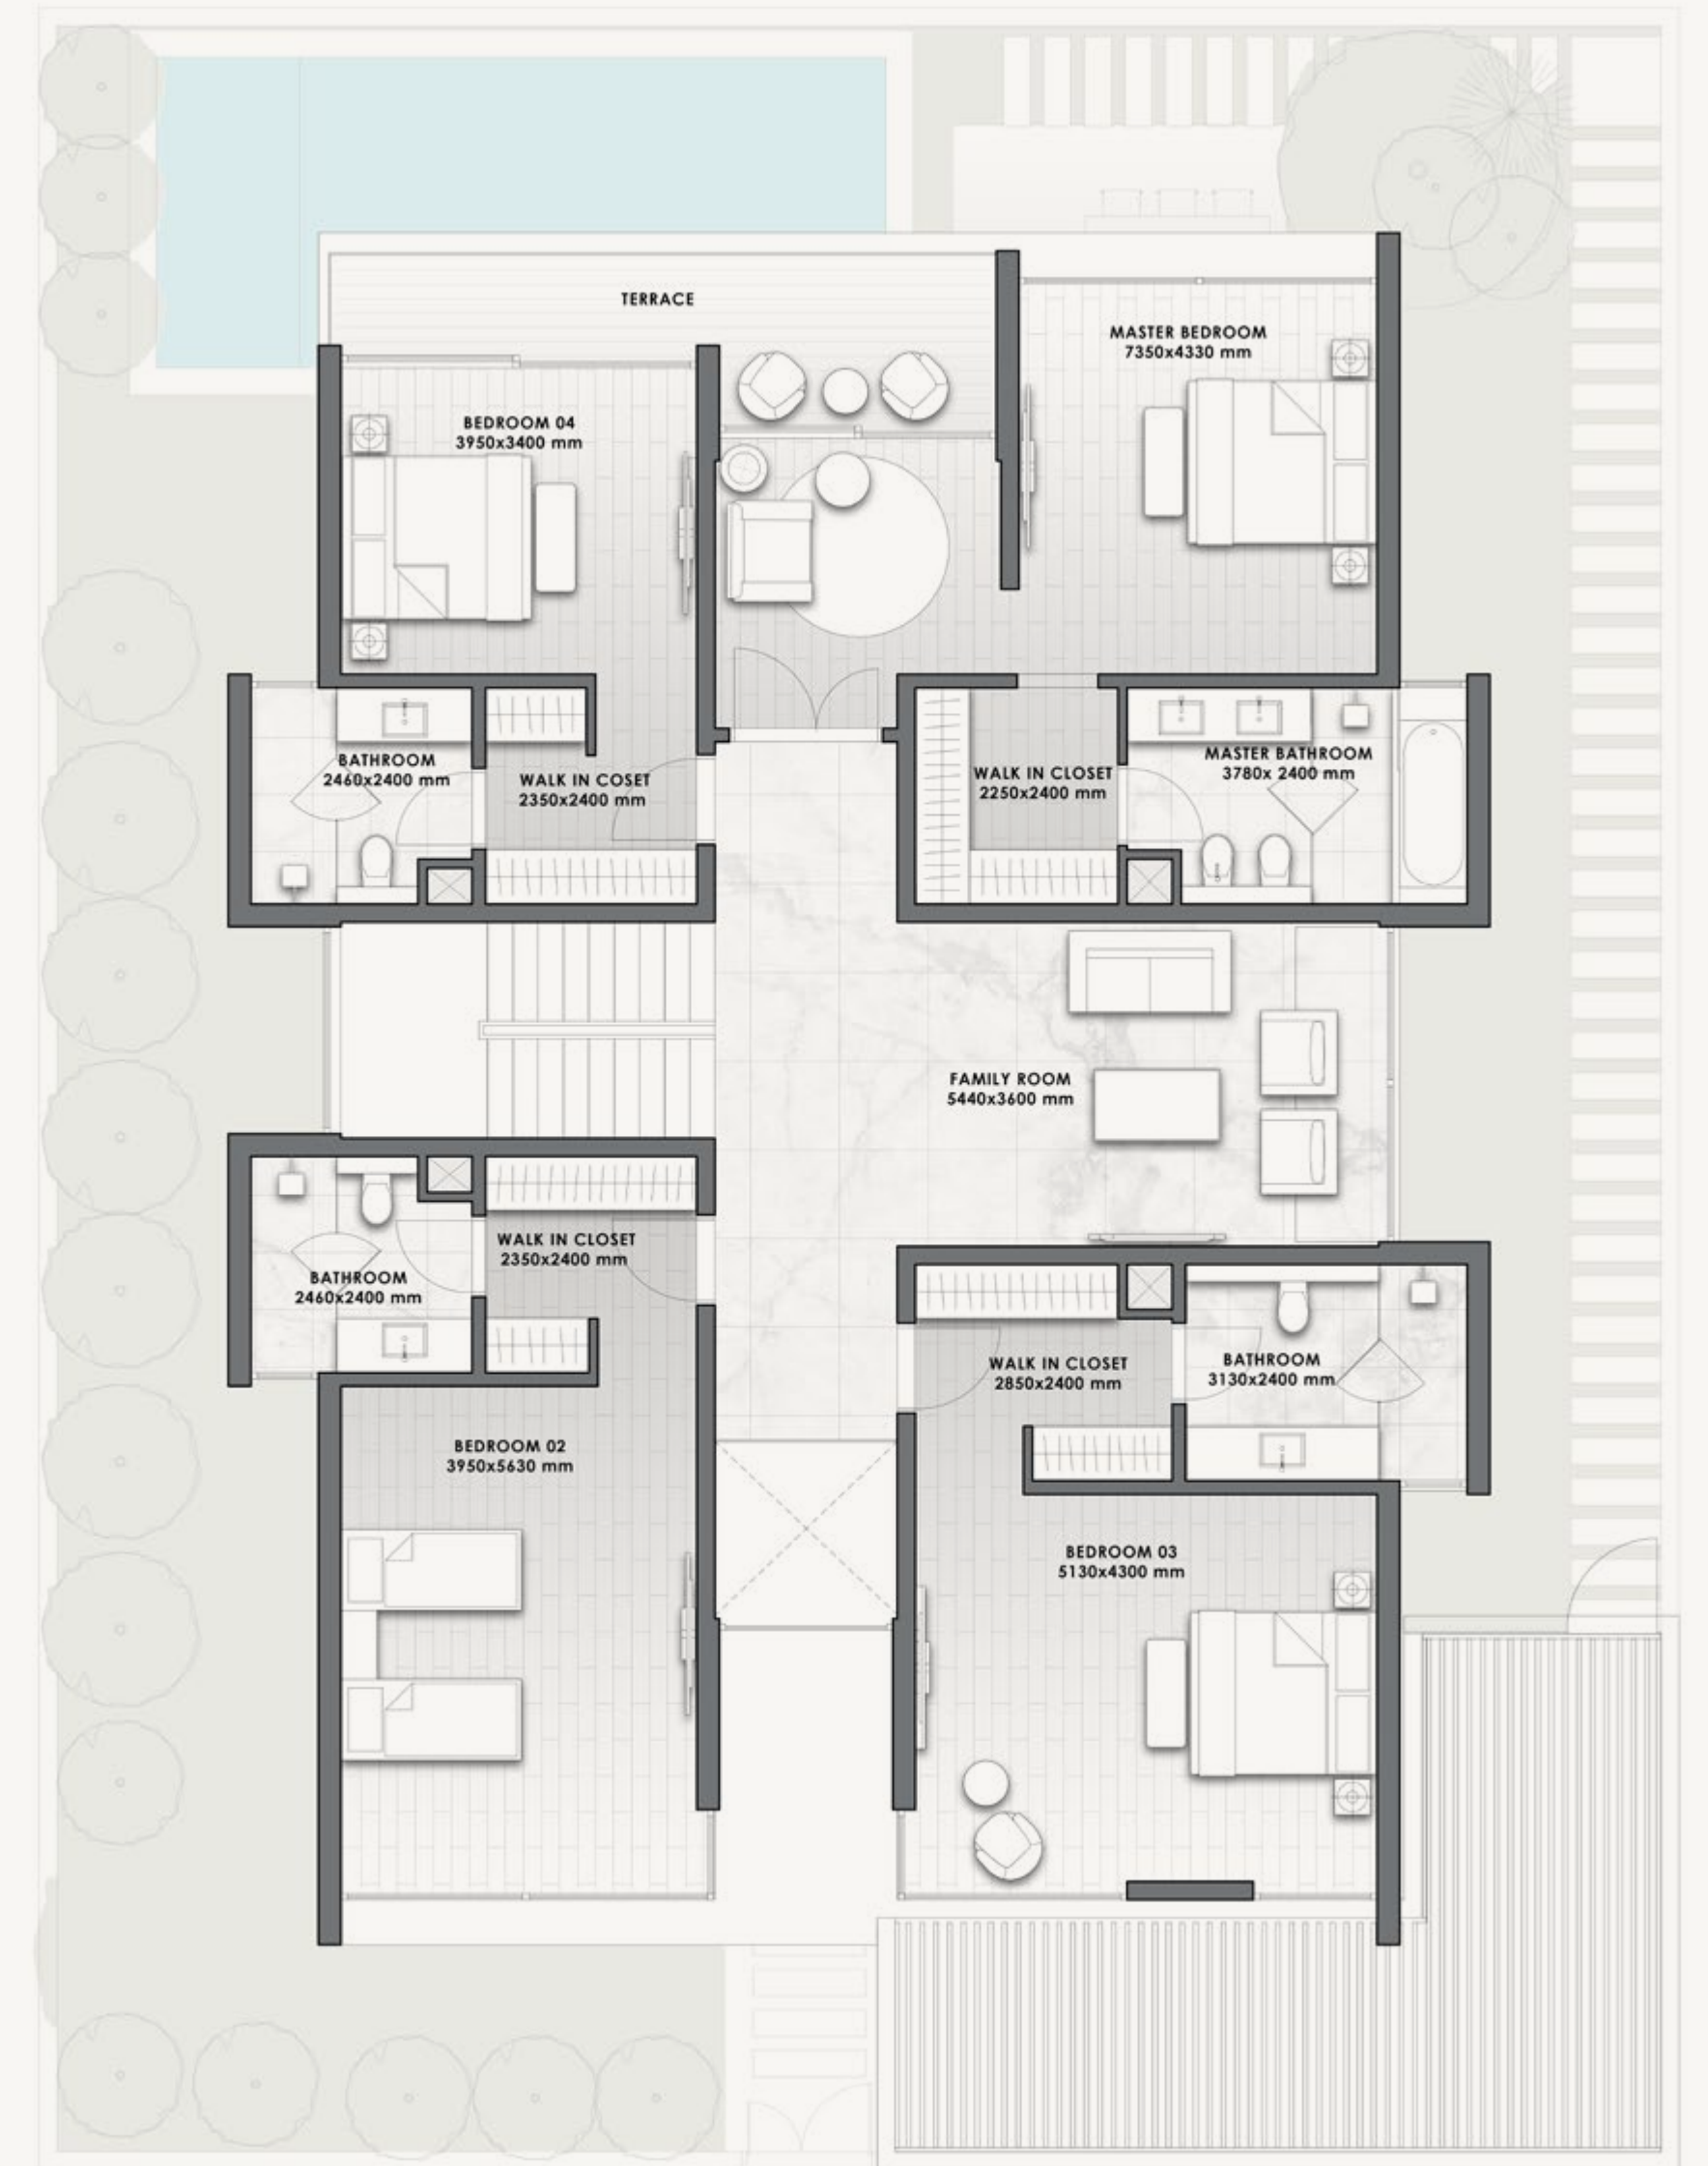 TERRACE
MASTER BEDROOM
7350x4330 mm
BEDROOM 04
3950x3400 mm
BATHROOM
2460x2400 mm
WALK IN COSET
2350x2400 mm
WALK IN CLOSET
2250x2400 mm
MASTER BATHROOM
3780x 2400 mm
FAMILY ROOM
5440x3600 mm
WALK IN CLOSET
2350x2400 mm
BATHROOM
2460x2400 mm
WALK IN CLOSET
2850x2400 mm
BATHROOM
3130x2400 mm
BEDROOM 02
3950x5630 mm
BEDROOM 03
5130x4300 mm